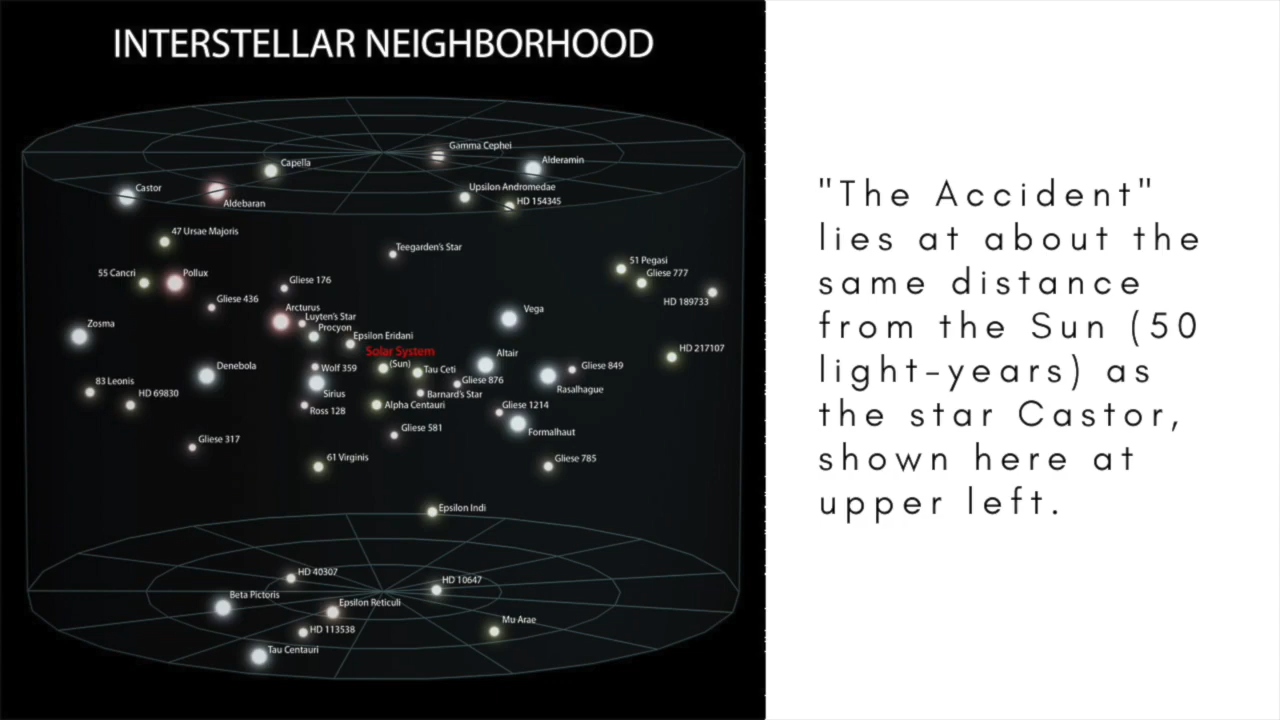 INTERSTELLAR NEIGHBORHOOD
Gamma Cephei
Capella
Alderamin
Castor
Aldebaran
Upsilon Andromedae
HD 154345
47 Ursae Majoris
Teegarden's Star
51 Pegasi
55 Cancri
Pollux
Gliese 777
Gliese 176
Gliese 436
HD 189733
Arcturus
Luyten's Star
Vega
Zosma
Procyon
Epsilon Eridani
Solar System
(Sun)
HD 217107
Altair
Denebola
Wolf 359
Tau Ceti
Gliese 849
83 Leonis
Gliese 876
HD 69830
Sirius
Barnard's Star
Rasalhague
Ross 128
Alpha Centauri
Gliese 1214
Gliese 581
Formalhaut
Gliese 317
61 Virginis
Gliese 785
Epsilon Indi
HD 40307
HD 10647
Beta Pictoris
Epsilon Reticuli
Mu Arae
HD 113538
Tau Centauri
"The Accident"
lies at about the
same distance
from the Sun (50
light-years) as
the star Castor,
shown here at
upper left.